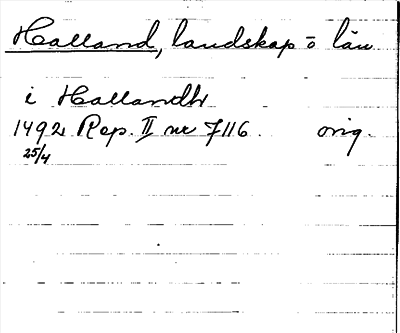 Halland, landskap o län
i Hallandh
1492 Rep. II nr 7116. orig.
25/4